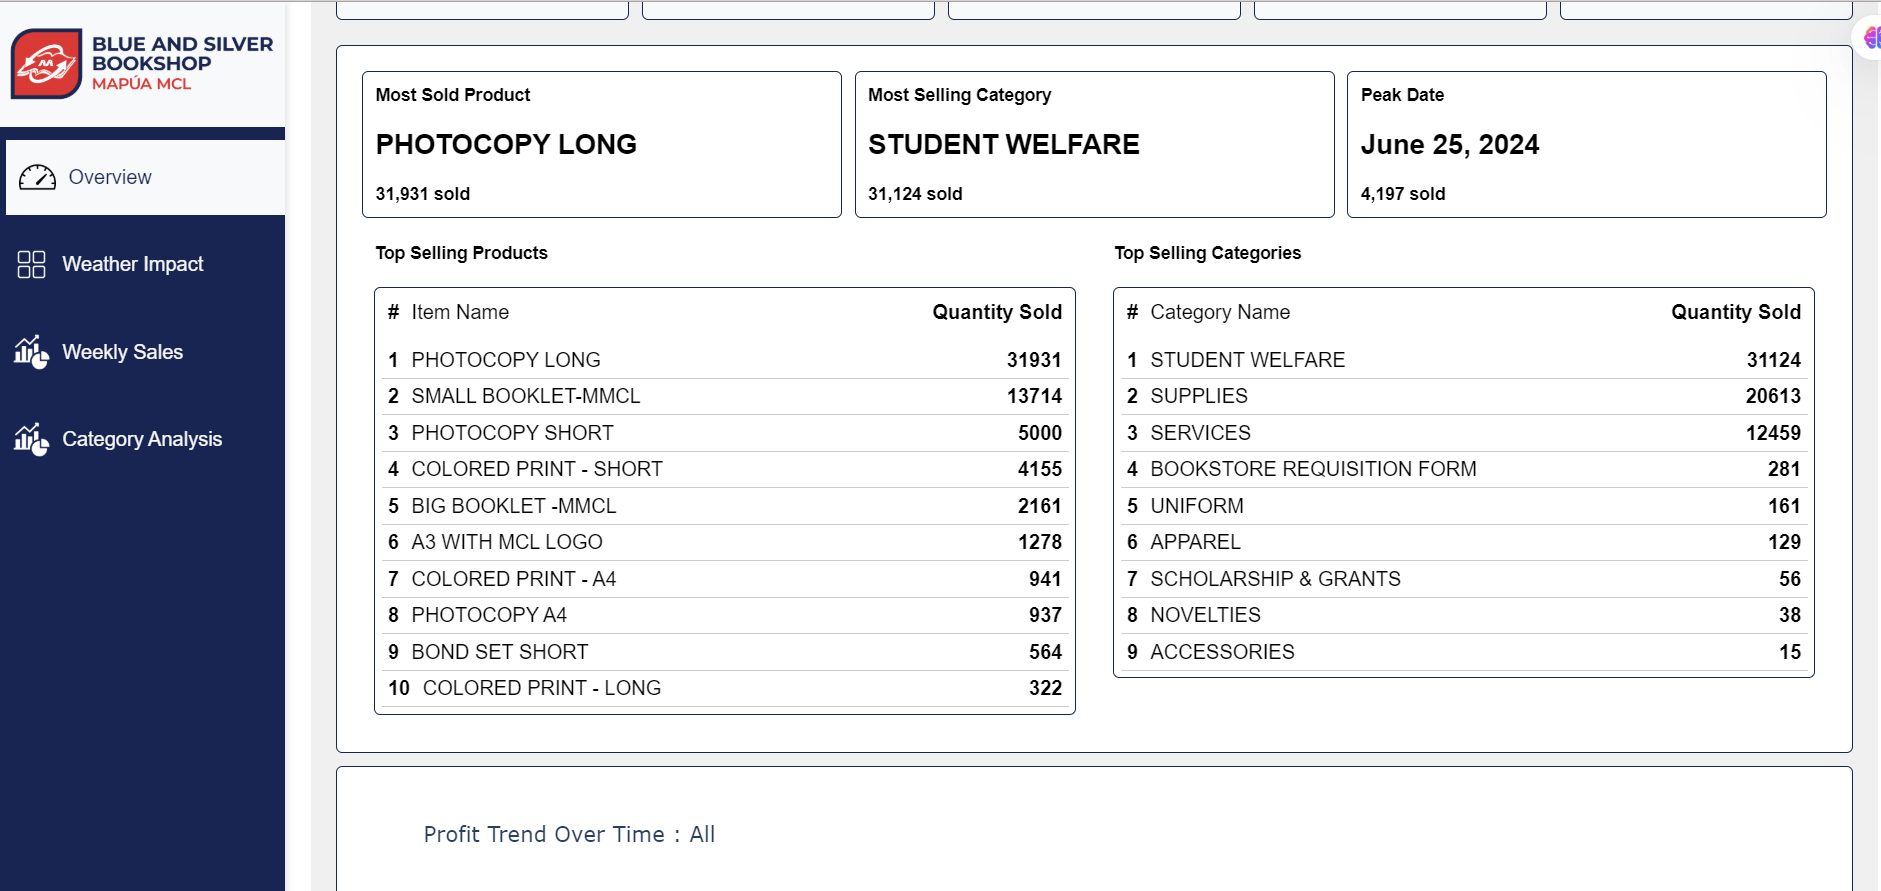 BLUE AND SILVER
BOOKSHOP
MAPÚA MCL
Overview
Weather Impact
Weekly Sales
Category Analysis
Most Sold Product
PHOTOCOPY LONG
31,931 sold
Most Selling Category
STUDENT WELFARE
31,124 sold
Peak Date
June 25, 2024
4,197 sold
Top Selling Products
# Item Name Quantity Sold
1 PHOTOCOPY LONG 31931
2 SMALL BOOKLET-MMCL 13714
3 PHOTOCOPY SHORT 5000
4 COLORED PRINT - SHORT 4155
5 BIG BOOKLET -MMCL 2161
6 A3 WITH MCL LOGO 1278
7 COLORED PRINT - A4 941
8 PHOTOCOPY A4 937
9 BOND SET SHORT 564
10 COLORED PRINT - LONG 322
Top Selling Categories
# Category Name Quantity Sold
1 STUDENT WELFARE 31124
2 SUPPLIES 20613
3 SERVICES 12459
4 BOOKSTORE REQUISITION FORM 281
5 UNIFORM 161
6 APPAREL 129
7 SCHOLARSHIP & GRANTS 56
8 NOVELTIES 38
9 ACCESSORIES 15
Profit Trend Over Time : All